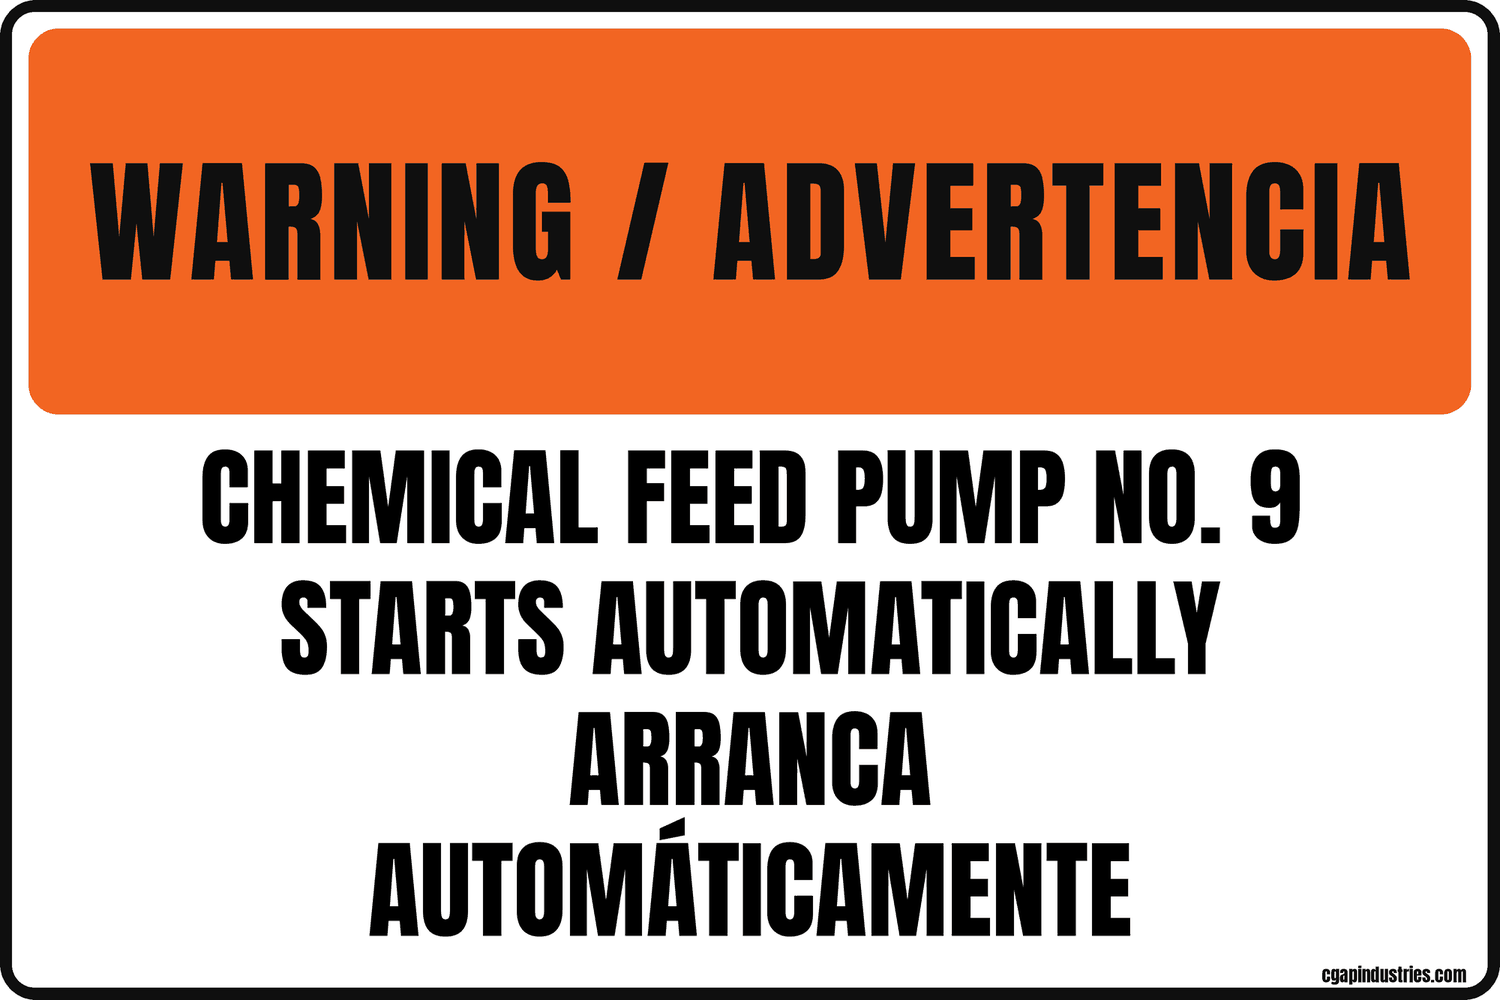 WARNING / ADVERTENCIA
CHEMICAL FEED PUMP NO. 9
STARTS AUTOMATICALLY
ARRANCA
AUTOMÁTICAMENTE
cgapindustries.com